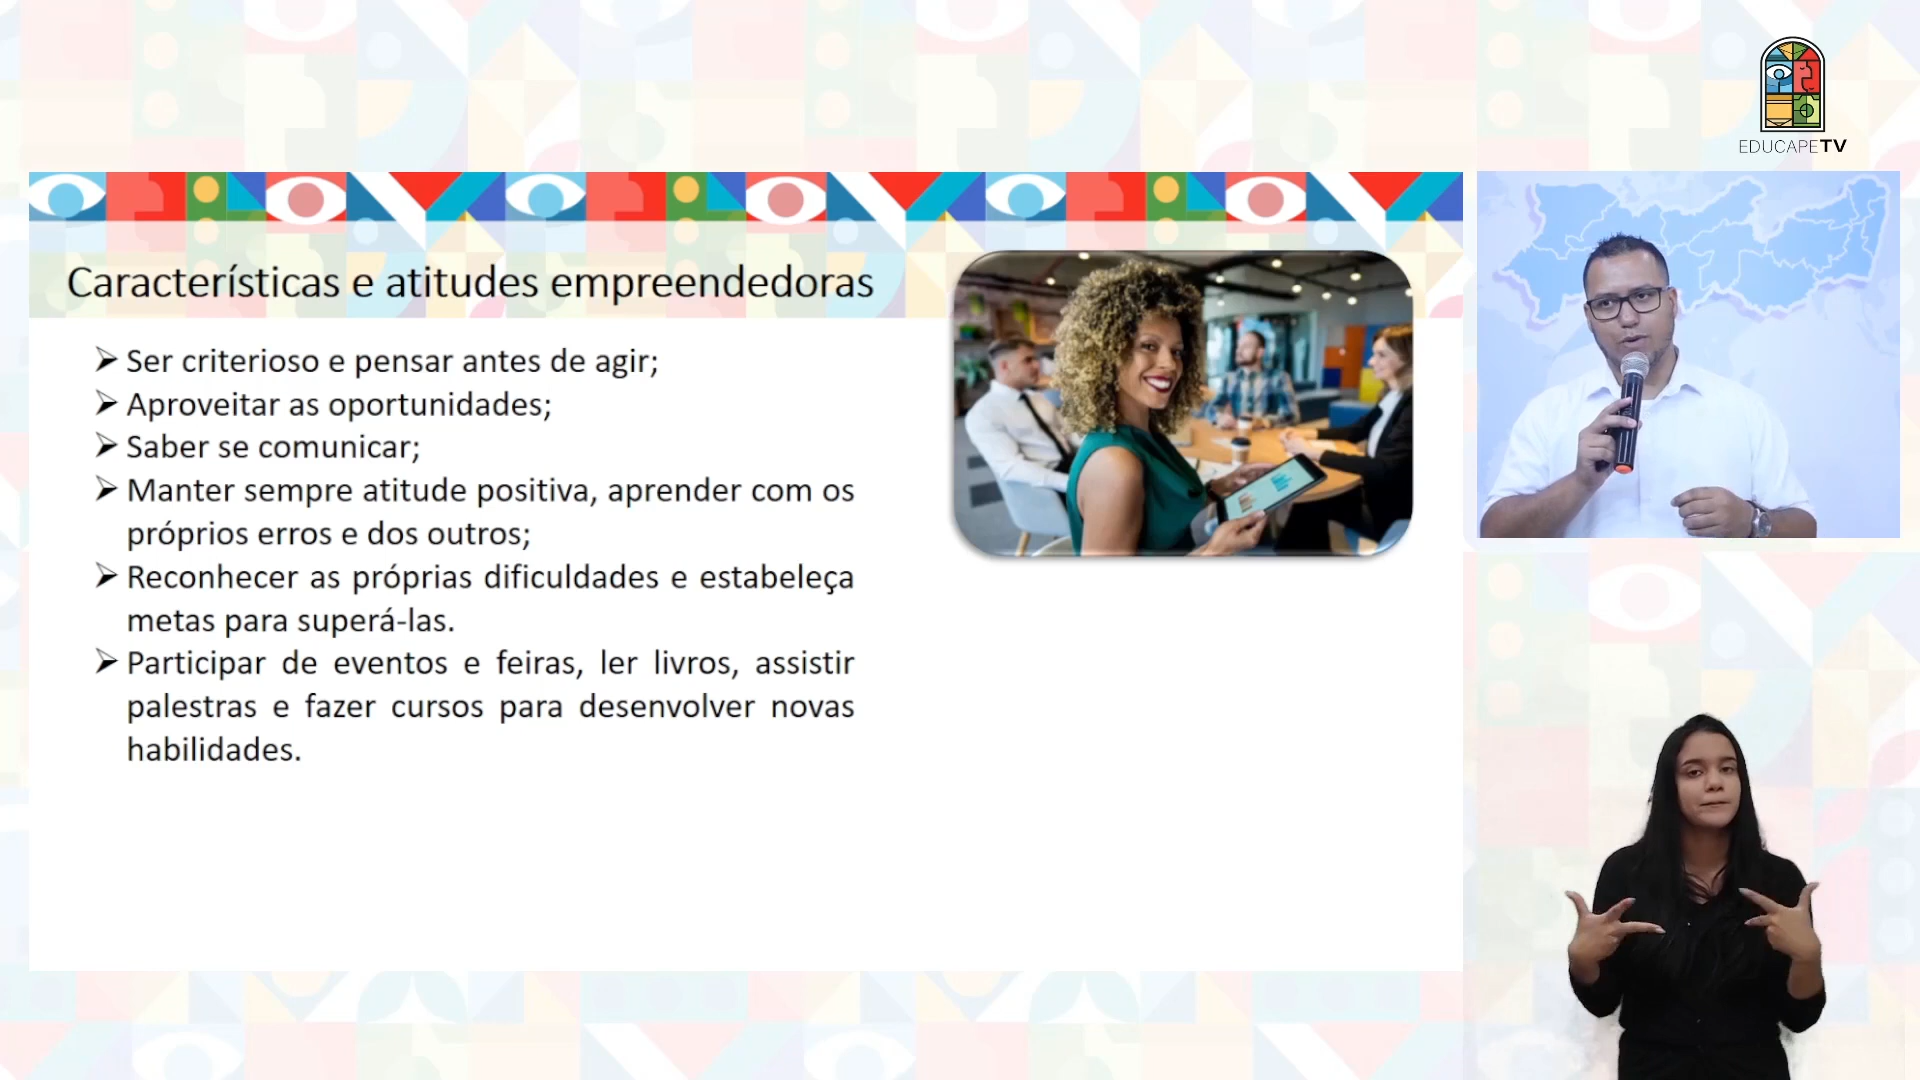 EDUCAPETV
Características e atitudes empreendedoras
➤ Ser criterioso e pensar antes de agir;
➤ Aproveitar as oportunidades;
➤ Saber se comunicar;
➤ Manter sempre atitude positiva, aprender com os
próprios erros e dos outros;
➤ Reconhecer as próprias dificuldades e estabeleça
metas para superá-las.
➤ Participar de eventos e feiras, ler livros, assistir
palestras e fazer cursos para desenvolver novas
habilidades.